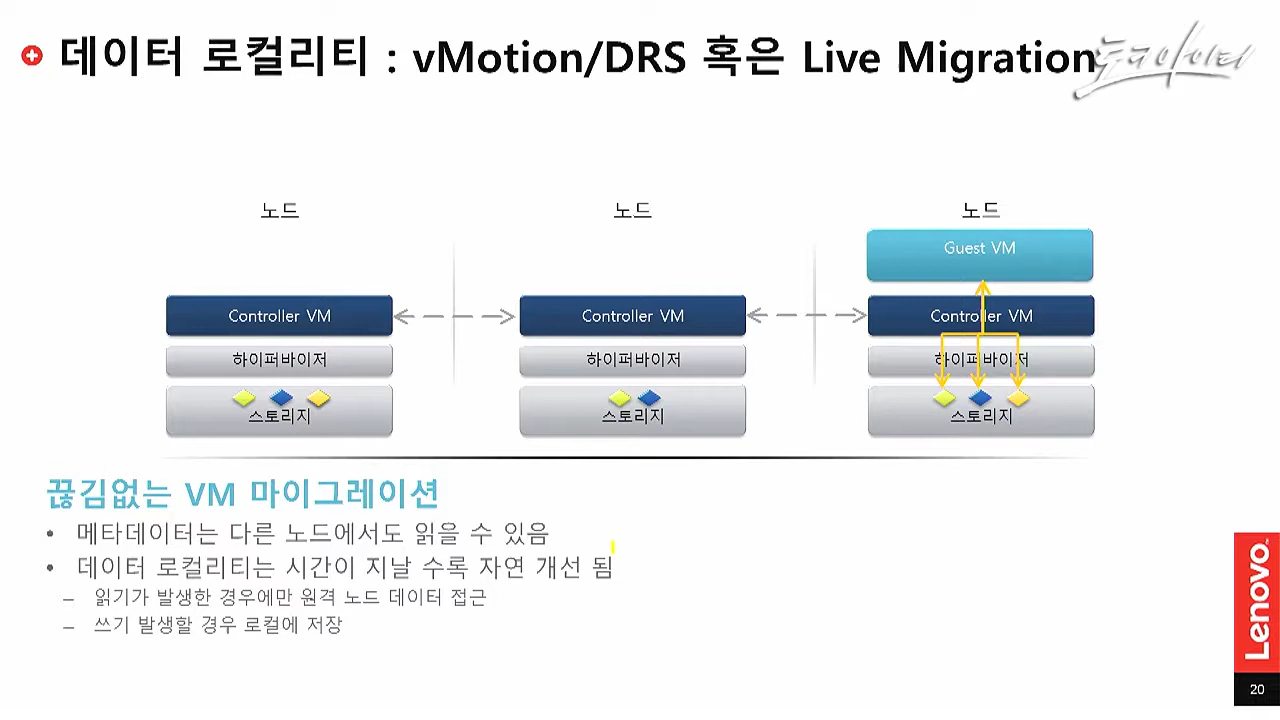 데이터 로컬리티 : vMotion/DRS 혹은 Live Migration
토크아이티
노드 노드 노드
Guest VM
Controller VM Controller VM Controller VM
하이퍼바이저 하이퍼바이저 하이퍼바이저
스토리지 스토리지 스토리지
끊김없는 VM 마이그레이션
• 메타데이터는 다른 노드에서도 읽을 수 있음
• 데이터 로컬리티는 시간이 지날 수록 자연 개선 됨
– 읽기가 발생한 경우에만 원격 노드 데이터 접근
– 쓰기 발생할 경우 로컬에 저장
Lenovo
20